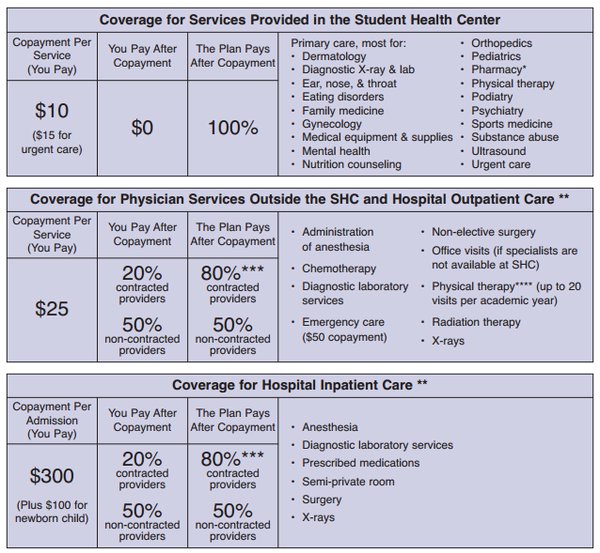 Coverage for Services Provided in the Student Health Center
Copayment Per
Service
(You Pay)
You Pay After
Copayment
The Plan Pays
After Copayment
$10
($15 for
urgent care)
$0
100%
Primary care, most for:
• Dermatology
• Diagnostic X-ray & lab
• Ear, nose, & throat
• Eating disorders
• Family medicine
• Gynecology
• Medical equipment & supplies
• Mental health
• Nutrition counseling
• Orthopedics
• Pediatrics
• Pharmacy*
• Physical therapy
• Podiatry
• Psychiatry
• Sports medicine
• Substance abuse
• Ultrasound
• Urgent care
Coverage for Physician Services Outside the SHC and Hospital Outpatient Care **
Copayment Per
Service
(You Pay)
You Pay After
Copayment
The Plan Pays
After Copayment
$25
20%
contracted
providers
50%
non-contracted
providers
80%***
contracted
providers
50%
non-contracted
providers
• Administration
of anesthesia
• Chemotherapy
• Diagnostic laboratory
services
• Emergency care
($50 copayment)
• Non-elective surgery
• Office visits (if specialists are
not available at SHC)
• Physical therapy**** (up to 20
visits per academic year)
• Radiation therapy
• X-rays
Coverage for Hospital Inpatient Care **
Copayment Per
Admission
(You Pay)
You Pay After
Copayment
The Plan Pays
After Copayment
$300
(Plus $100 for
newborn child)
20%
contracted
providers
50%
non-contracted
providers
80%***
contracted
providers
50%
non-contracted
providers
• Anesthesia
• Diagnostic laboratory services
• Prescribed medications
• Semi-private room
• Surgery
• X-rays